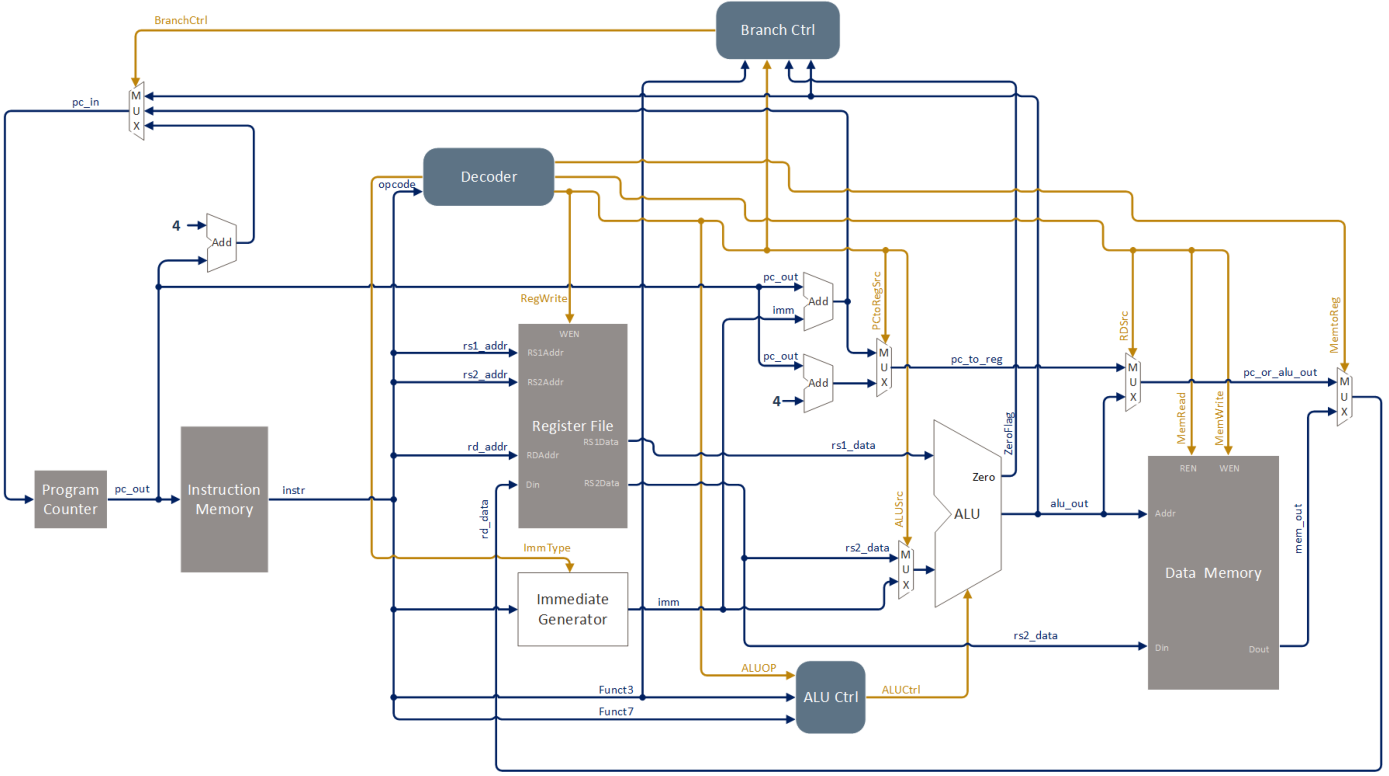 Branch Ctrl
BranchCtrl
M
U
X
pc_in
Decoder
opcode
4
Add
pc_out
Add
imm
PCtoRegSrc
RegWrite
WEN
RS1Addr
RS2Addr
Register File
RS1Data
RDAddr
RS2Data
Din
rs1_addr
rs2_addr
rd_addr
rd_data
pc_out
Add
4
M
U
X
pc_to_reg
RDSrc
M
U
X
pc_or_alu_out
MemtoReg
M
U
X
MemRead
MemWrite
ZeroFlag
rs1_data
Zero
ALU
alu_out
ALUSrc
rs2_data
M
U
X
Program
Counter
pc_out
Instruction
Memory
instr
ImmType
Immediate
Generator
imm
REN
WEN
Addr
Data Memory
Din
Dout
mem_out
rs2_data
ALUOP
ALU Ctrl
ALUCtrl
Funct3
Funct7